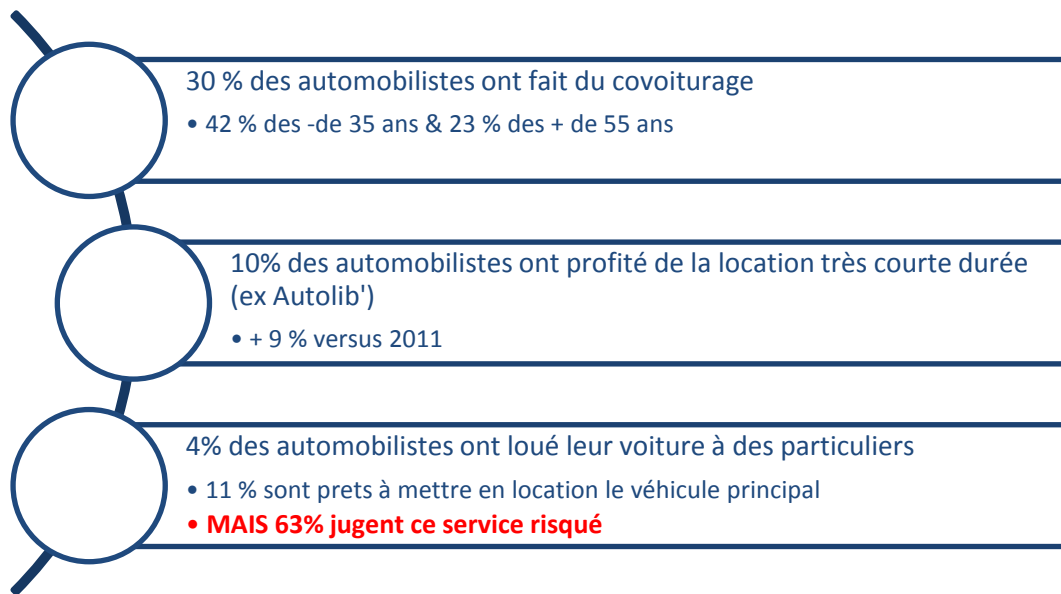 30 % des automobilistes ont fait du covoiturage
• 42 % des -de 35 ans & 23 % des + de 55 ans
10% des automobilistes ont profité de la location très courte durée
(ex Autolib')
• + 9 % versus 2011
4% des automobilistes ont loué leur voiture à des particuliers
• 11 % sont prets à mettre en location le véhicule principal
• MAIS 63% jugent ce service risqué